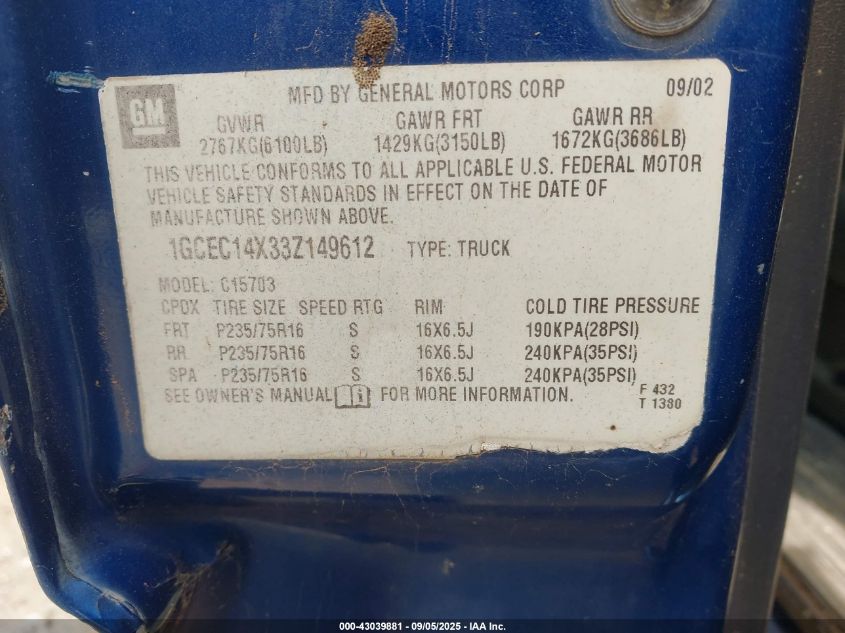 GM
MFD BY GENERAL MOTORS CORP 09/02
GVWR GAWR FRT GAWR RR
2767KG(6100LB) 1429KG(3150LB) 1672KG(3686LB)
THIS VEHICLE CONFORMS TO ALL APPLICABLE U.S. FEDERAL MOTOR
VEHICLE SAFETY STANDARDS IN EFFECT ON THE DATE OF
MANUFACTURE SHOWN ABOVE.
1GCEC14X33Z149612 TYPE: TRUCK
MODEL: C15703
CPDX TIRE SIZE SPEED RTG RIM COLD TIRE PRESSURE
FRT P235/75R16 S 16X6.5J 190KPA(28PSI)
RR P235/75R16 S 16X6.5J 240KPA(35PSI)
SPA P235/75R16 S 16X6.5J 240KPA(35PSI)
SEE OWNER'S MANUAL FOR MORE INFORMATION.
F 432
T 1380
000-43039881 - 09/05/2025 - IAA Inc.